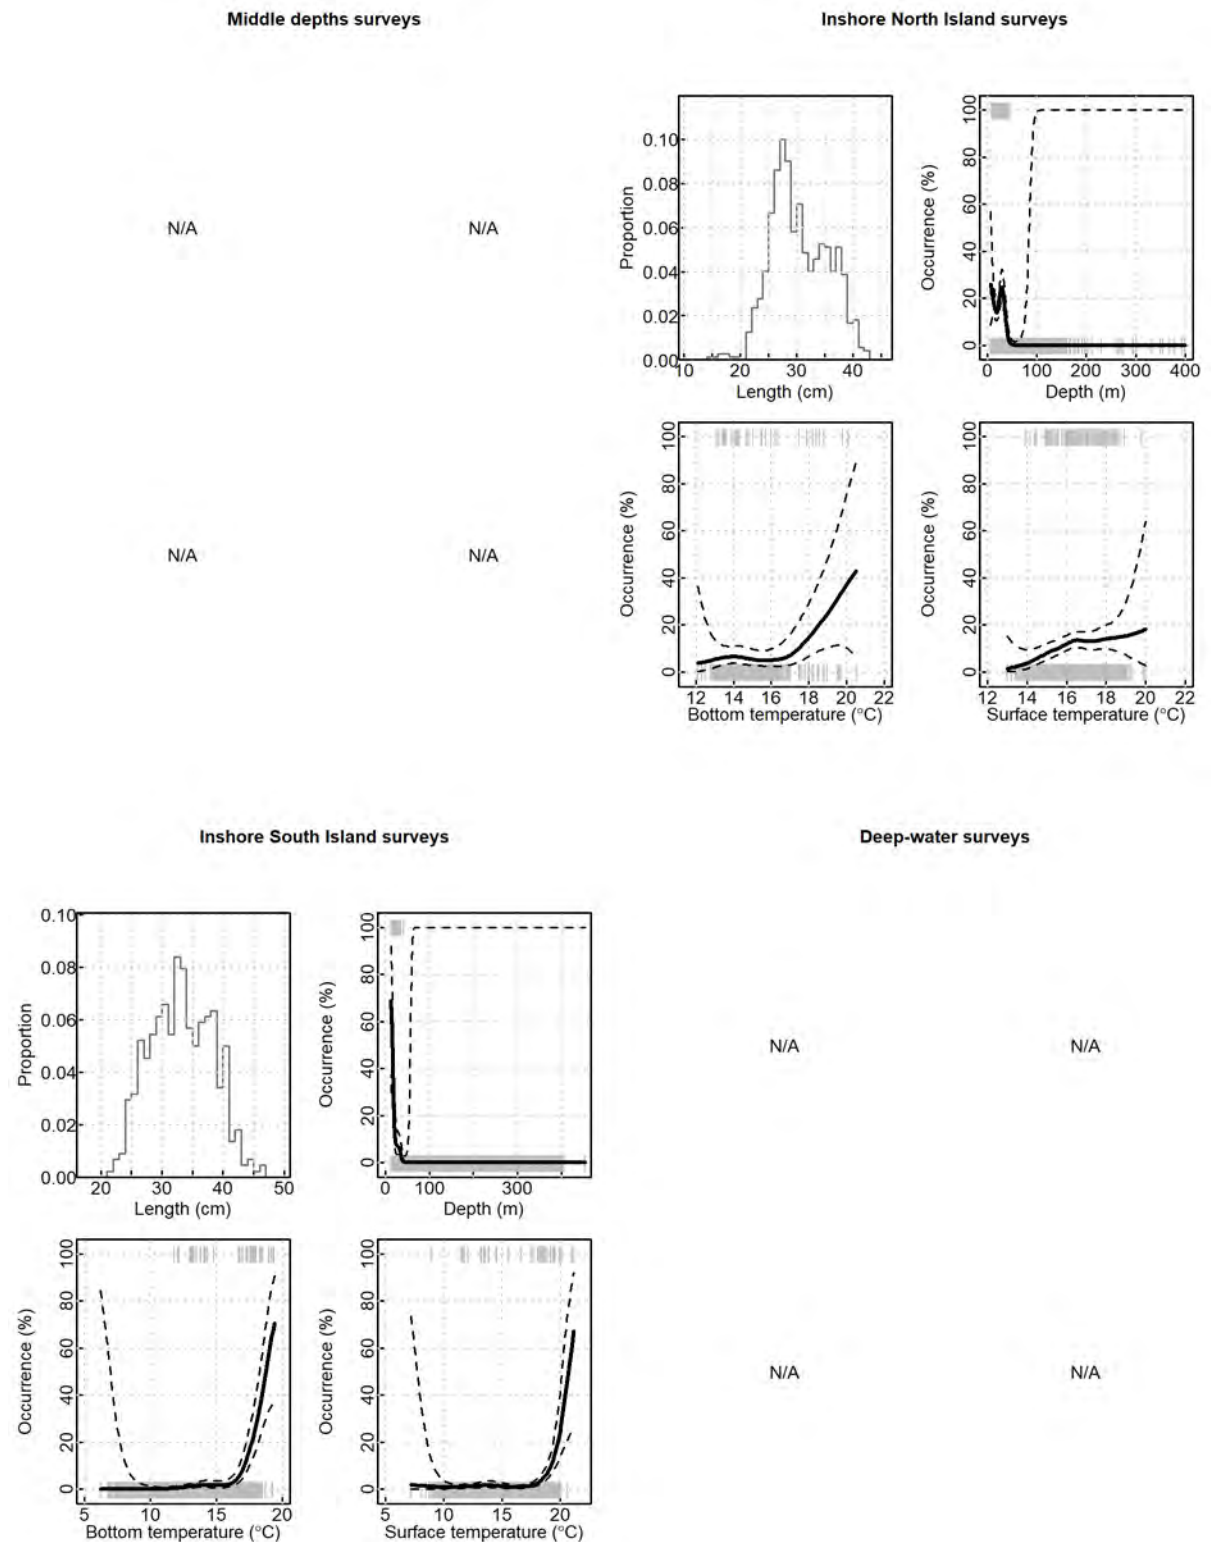 Middle depths surveys
N/A
N/A
N/A
N/A
Inshore North Island surveys
Proportion
0.10
0.08
0.06
0.04
0.02
0.00
10 20 30 40
Length (cm)
Occurrence (%)
100
80
60
40
20
0
0 100 200 300 400
Depth (m)
Occurrence (%)
100
80
60
40
20
0
12 14 16 18 20 22
Bottom temperature (°C)
Occurrence (%)
100
80
60
40
20
0
12 14 16 18 20 22
Surface temperature (°C)
Inshore South Island surveys
Proportion
0.10
0.08
0.06
0.04
0.02
0.00
20 30 40 50
Length (cm)
Occurrence (%)
100
80
60
40
20
0
0 100 300
Depth (m)
Occurrence (%)
100
80
60
40
20
0
5 10 15 20
Bottom temperature (°C)
Occurrence (%)
100
80
60
40
20
0
5 10 15 20
Surface temperature (°C)
Deep-water surveys
N/A
N/A
N/A
N/A